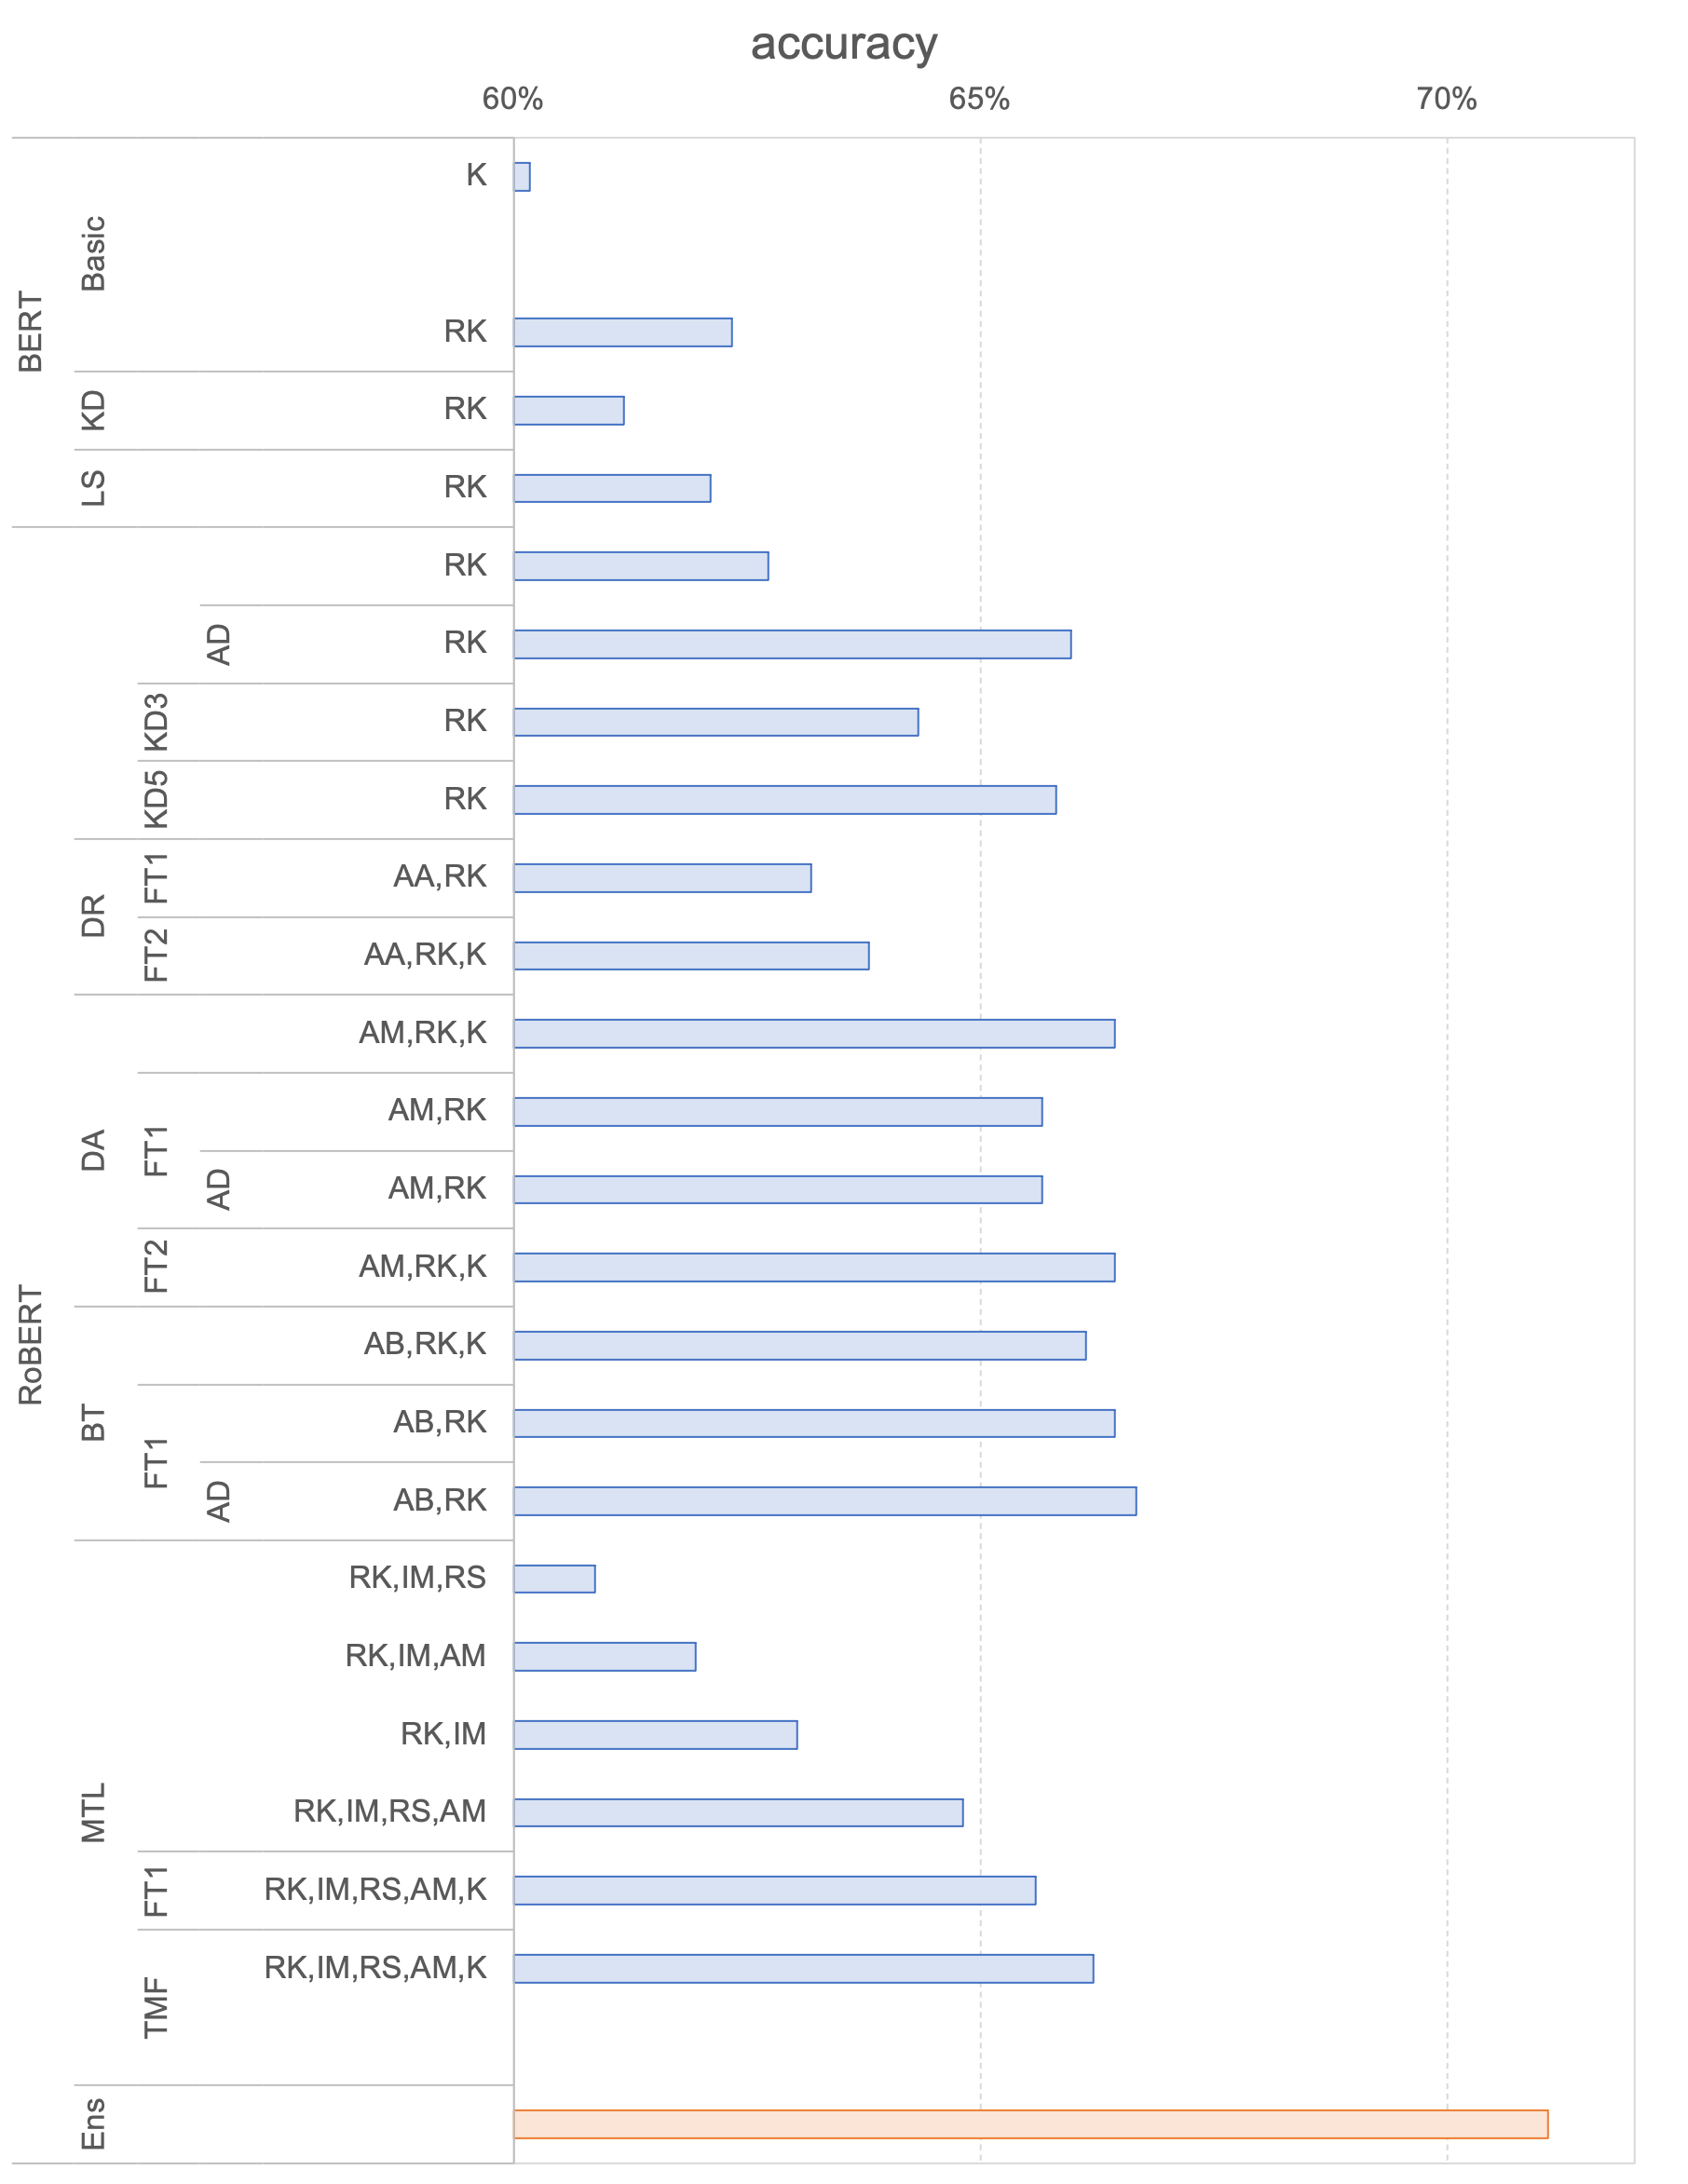 accuracy
60% 65% 70%
BERT
Basic
K
RK
KD
RK
LS
RK
RoBERT
RK
AD
RK
KD3
RK
KD5
RK
DR
FT1
AA,RK
FT2
AA,RK,K
DA
AM,RK,K
FT1
AM,RK
AD
AM,RK
FT2
AM,RK,K
BT
AB,RK,K
FT1
AB,RK
AD
AB,RK
MTL
RK,IM,RS
RK,IM,AM
RK,IM
RK,IM,RS,AM
FT1
RK,IM,RS,AM,K
TMF
RK,IM,RS,AM,K
Ens